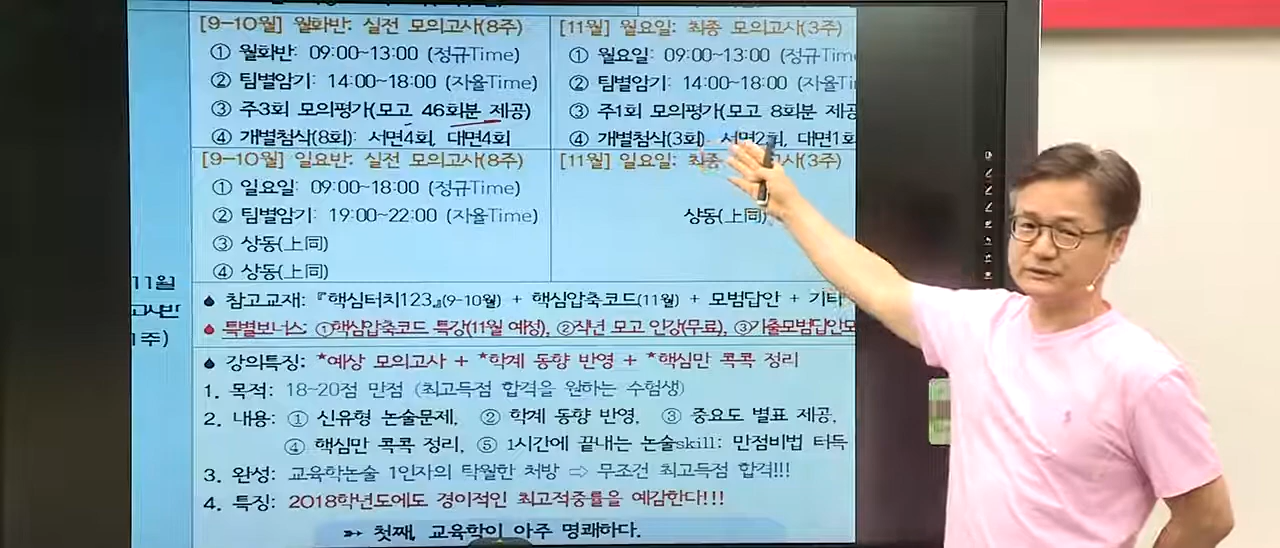 [9-10월] 월화반: 실전 모의고사(8주)
① 월화반: 09:00~13:00 (정규Time)
② 팀별암기: 14:00~18:00 (자율Time)
③ 주3회 모의평가(모고 46회분 제공)
④ 개별첨식(8회): 서면4회, 대면4회
[11월] 월요일: 최종 모의고사(3주)
① 월요일: 09:00~13:00 (정규Time
② 팀별암기: 14:00~18:00 (자율Time
③ 주1회 모의평가(모고 8회분 제공
④ 개별첨식(3회) 서면2회, 대면1회
[9-10월] 일요반: 실전 모의고사(8주)
① 일요일: 09:00~18:00 (정규Time)
② 팀별암기: 19:00~22:00 (자율Time)
③ 상동(上同)
④ 상동(上同)
[11월] 일요일: 최종 고사(3주)
상동(上同)
11월
고사반
주)
참고교재: 『핵심터치123』(9-10월) + 핵심압축코드(11월) + 모범답안 + 기타
특별보너스: ①핵심압축코드 특강(11월 예정), ②작년 모고 인강(무료), ③기출모범답안모
강의특징: *예상 모의고사 + *학계 동향 반영 + *핵심만 콕콕 정리
1. 목적: 18~20점 만점 (최고득점 합격을 원하는 수험생)
2. 내용: ① 신유형 논술문제, ② 학계 동향 반영, ③ 중요도 별표 제공,
④ 핵심만 콕콕 정리, ⑤ 1시간에 끝내는 논술skill: 만점비법 터득
3. 완성: 교육학논술 1인자의 탁월한 처방 ⇨ 무조건 최고득점 합격!!!
4. 특징: 2018학년도에도 경이적인 최고적중률을 예감한다!!!
➳ 첫째, 교육학이 아주 명쾌하다.